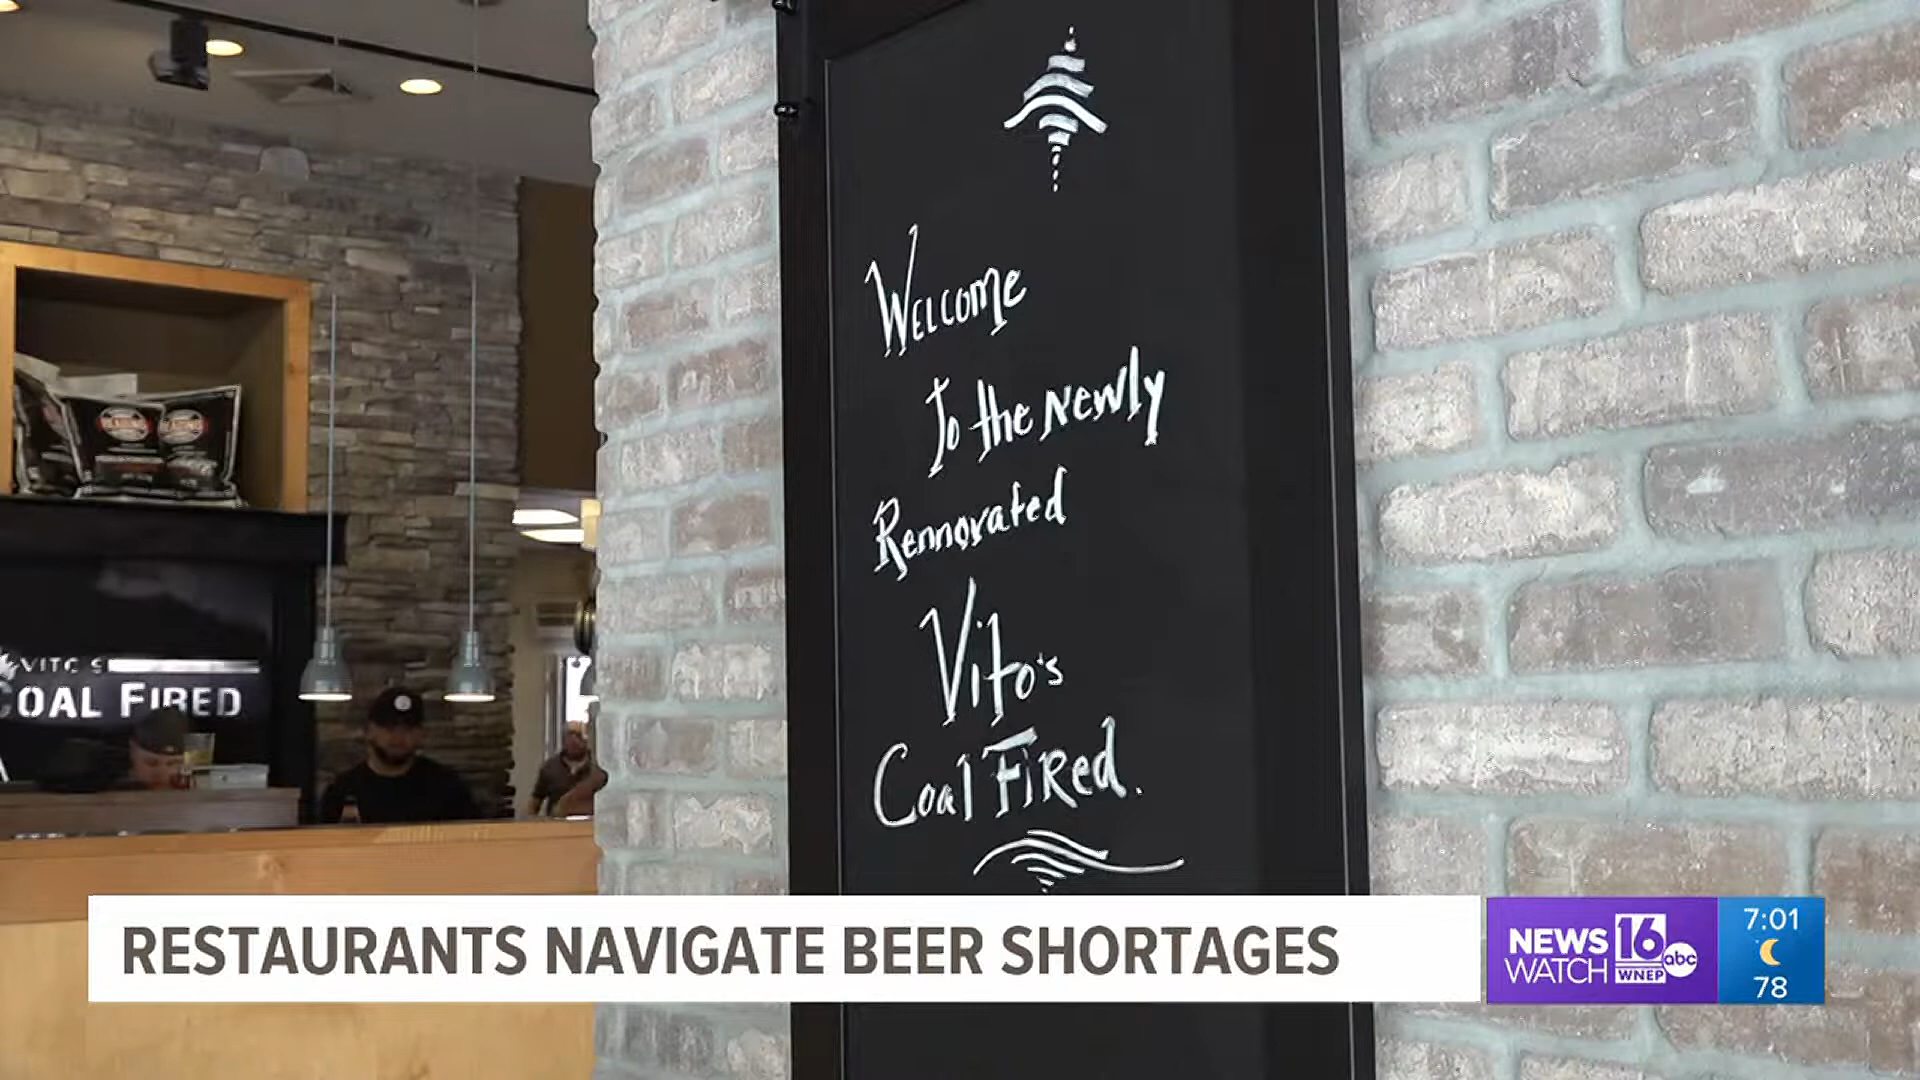 Welcome
To the Newly
Rennovated
Vito's
Coal Fired.
VITO'S
COAL FIRED
RESTAURANTS NAVIGATE BEER SHORTAGES
NEWS
WATCH
16
WNEP
abc
7:01
78